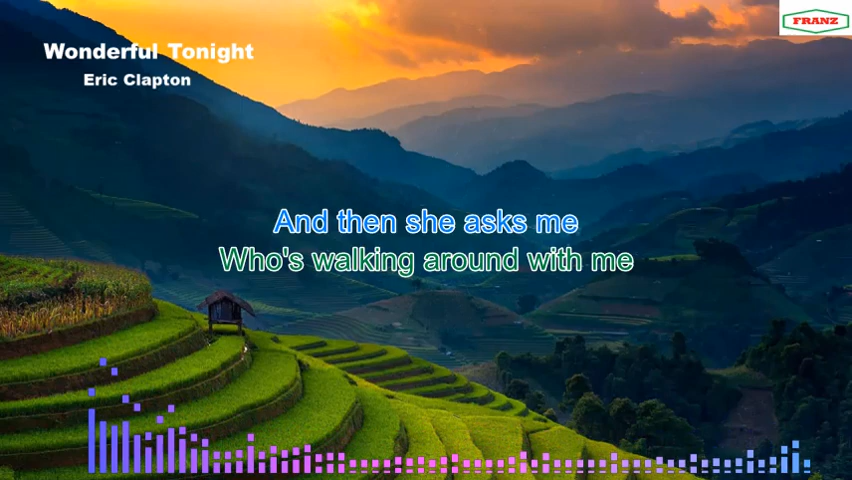 Wonderful Tonight
Eric Clapton
FRANZ
And then she asks me
Who's walking around with me